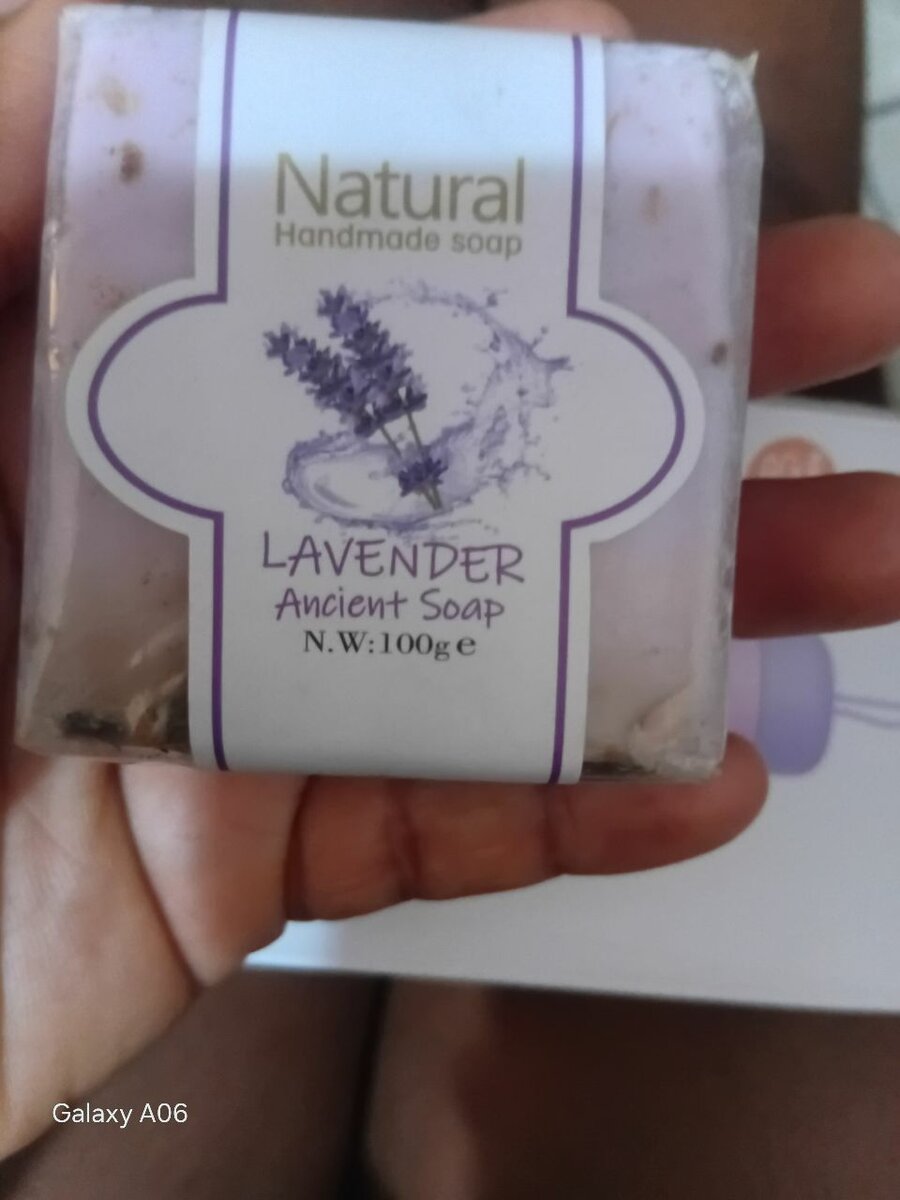 Natural
Handmade soap
LAVENDER
Ancient Soap
N.W:100g e
Galaxy A06